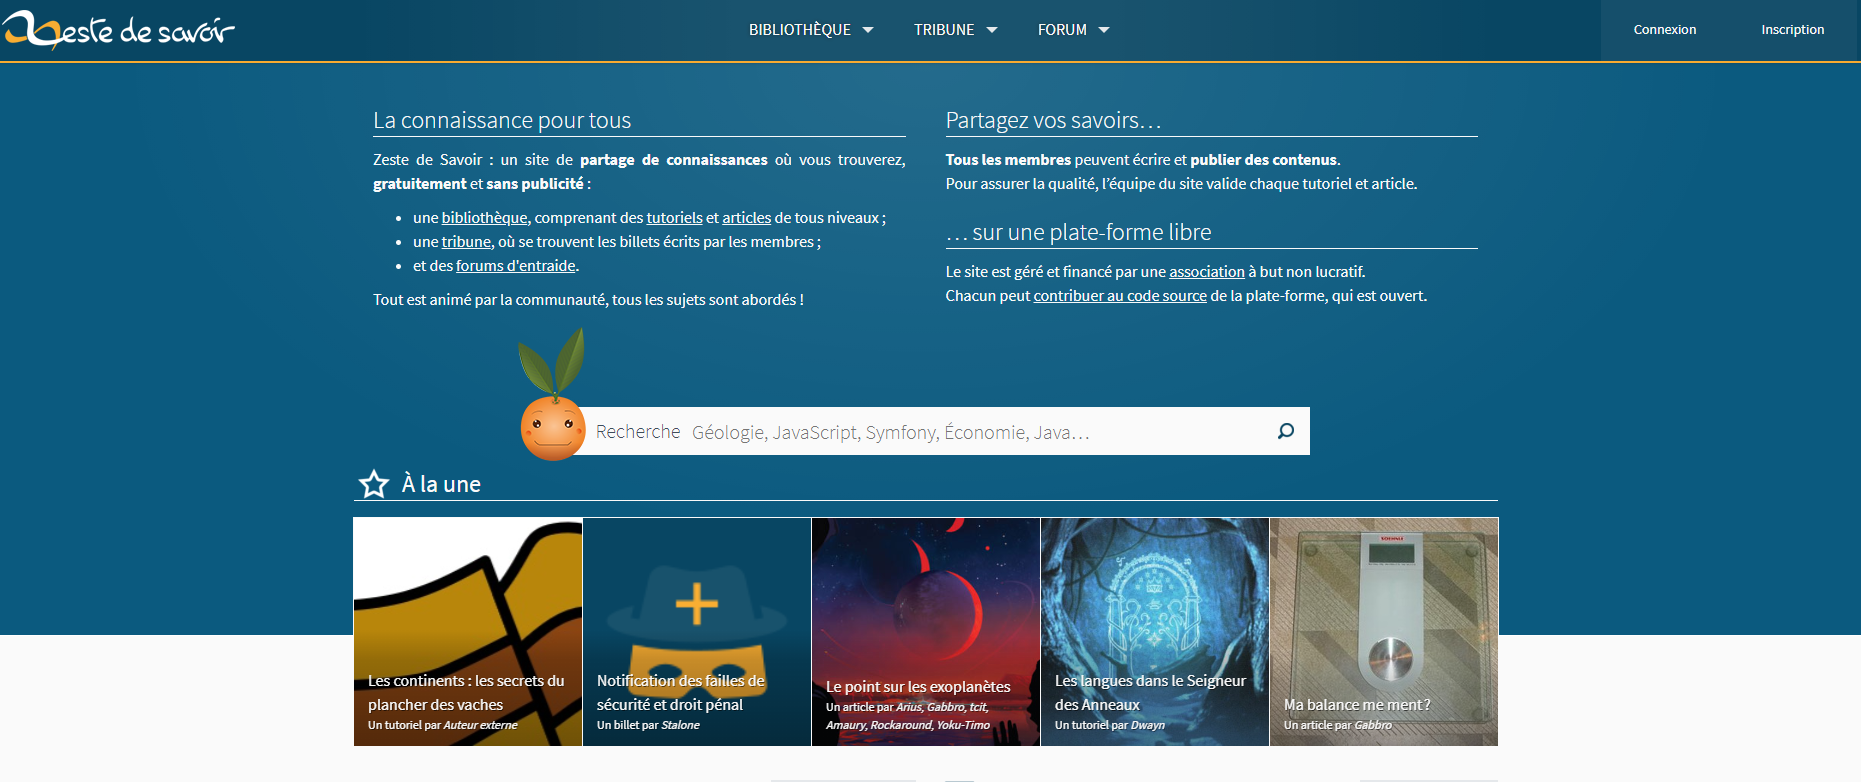 Zeste de savoir
BIBLIOTHÈQUE
TRIBUNE
FORUM
Connexion
Inscription
La connaissance pour tous
Zeste de Savoir : un site de partage de connaissances où vous trouverez,
gratuitement et sans publicité :
• une bibliothèque, comprenant des tutoriels et articles de tous niveaux ;
• une tribune, où se trouvent les billets écrits par les membres ;
• et des forums d'entraide.
Tout est animé par la communauté, tous les sujets sont abordés !
Partagez vos savoirs…
Tous les membres peuvent écrire et publier des contenus.
Pour assurer la qualité, l’équipe du site valide chaque tutoriel et article.
… sur une plate-forme libre
Le site est géré et financé par une association à but non lucratif.
Chacun peut contribuer au code source de la plate-forme, qui est ouvert.
Recherche Géologie, JavaScript, Symfony, Économie, Java…
À la une
Les continents : les secrets du
plancher des vaches
Un tutoriel par Auteur externe
Notification des failles de
sécurité et droit pénal
Un billet par Stalone
Le point sur les exoplanètes
Un article par Arius, Gabbro, tcit,
Amaury, Rockaround, Yoku-Timo
Les langues dans le Seigneur
des Anneaux
Un tutoriel par Dwayn
Ma balance me ment ?
Un article par Gabbro